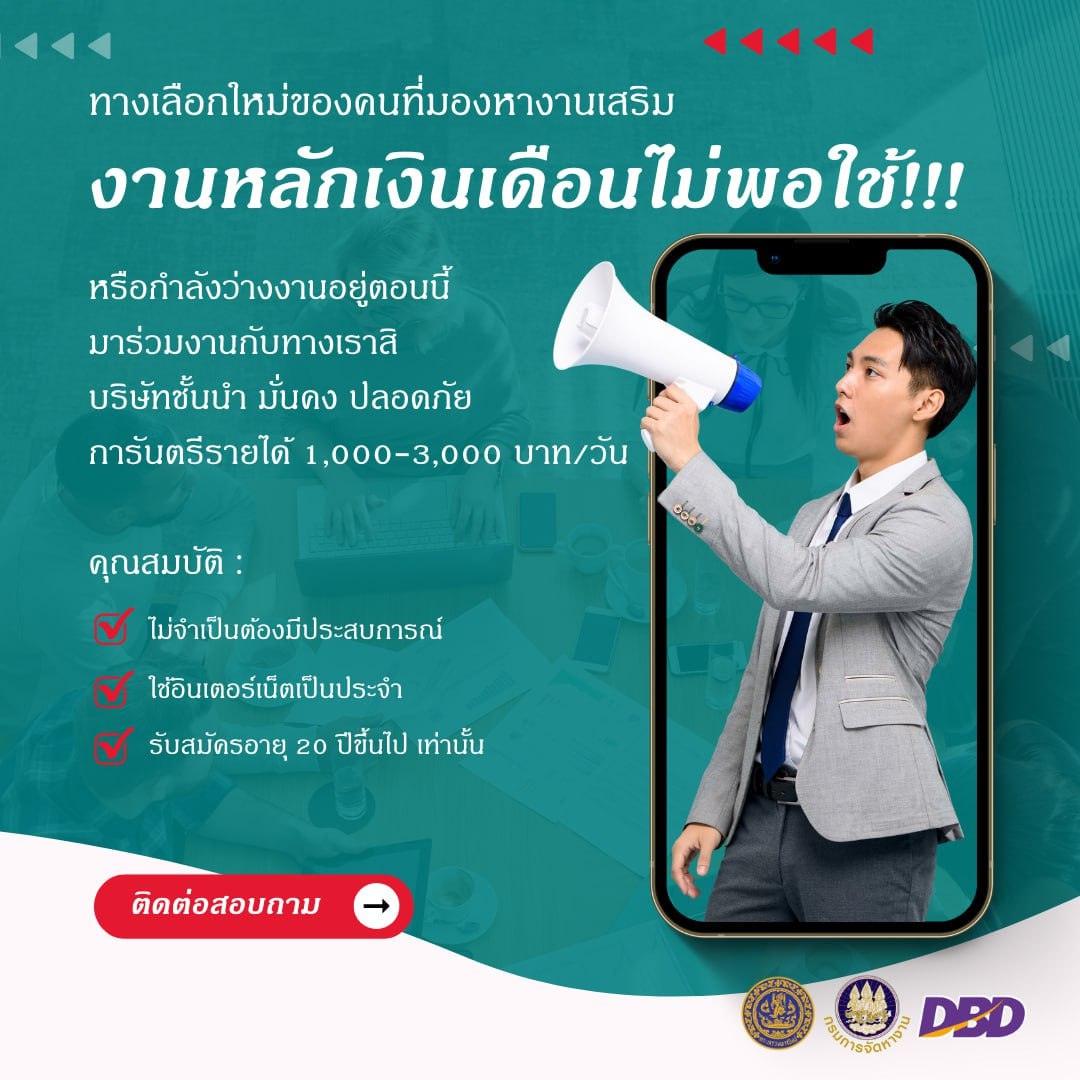 ทางเลือกใหม่ของคนที่มองหางานเสริม
งานหลักเงินเดือนไม่พอใช้!!!
หรือกำลังว่างงานอยู่ตอนนี้
มาร่วมงานกับทางเราสิ
บริษัทชั้นนำ มั่นคง ปลอดภัย
การันตรีรายได้ 1,000-3,000 บาท/วัน
คุณสมบัติ :
ไม่จำเป็นต้องมีประสบการณ์
ใช้อินเตอร์เน็ตเป็นประจำ
รับสมัครอายุ 20 ปีขึ้นไป เท่านั้น
ติดต่อสอบถาม
กรมการจัดหางาน
DBD